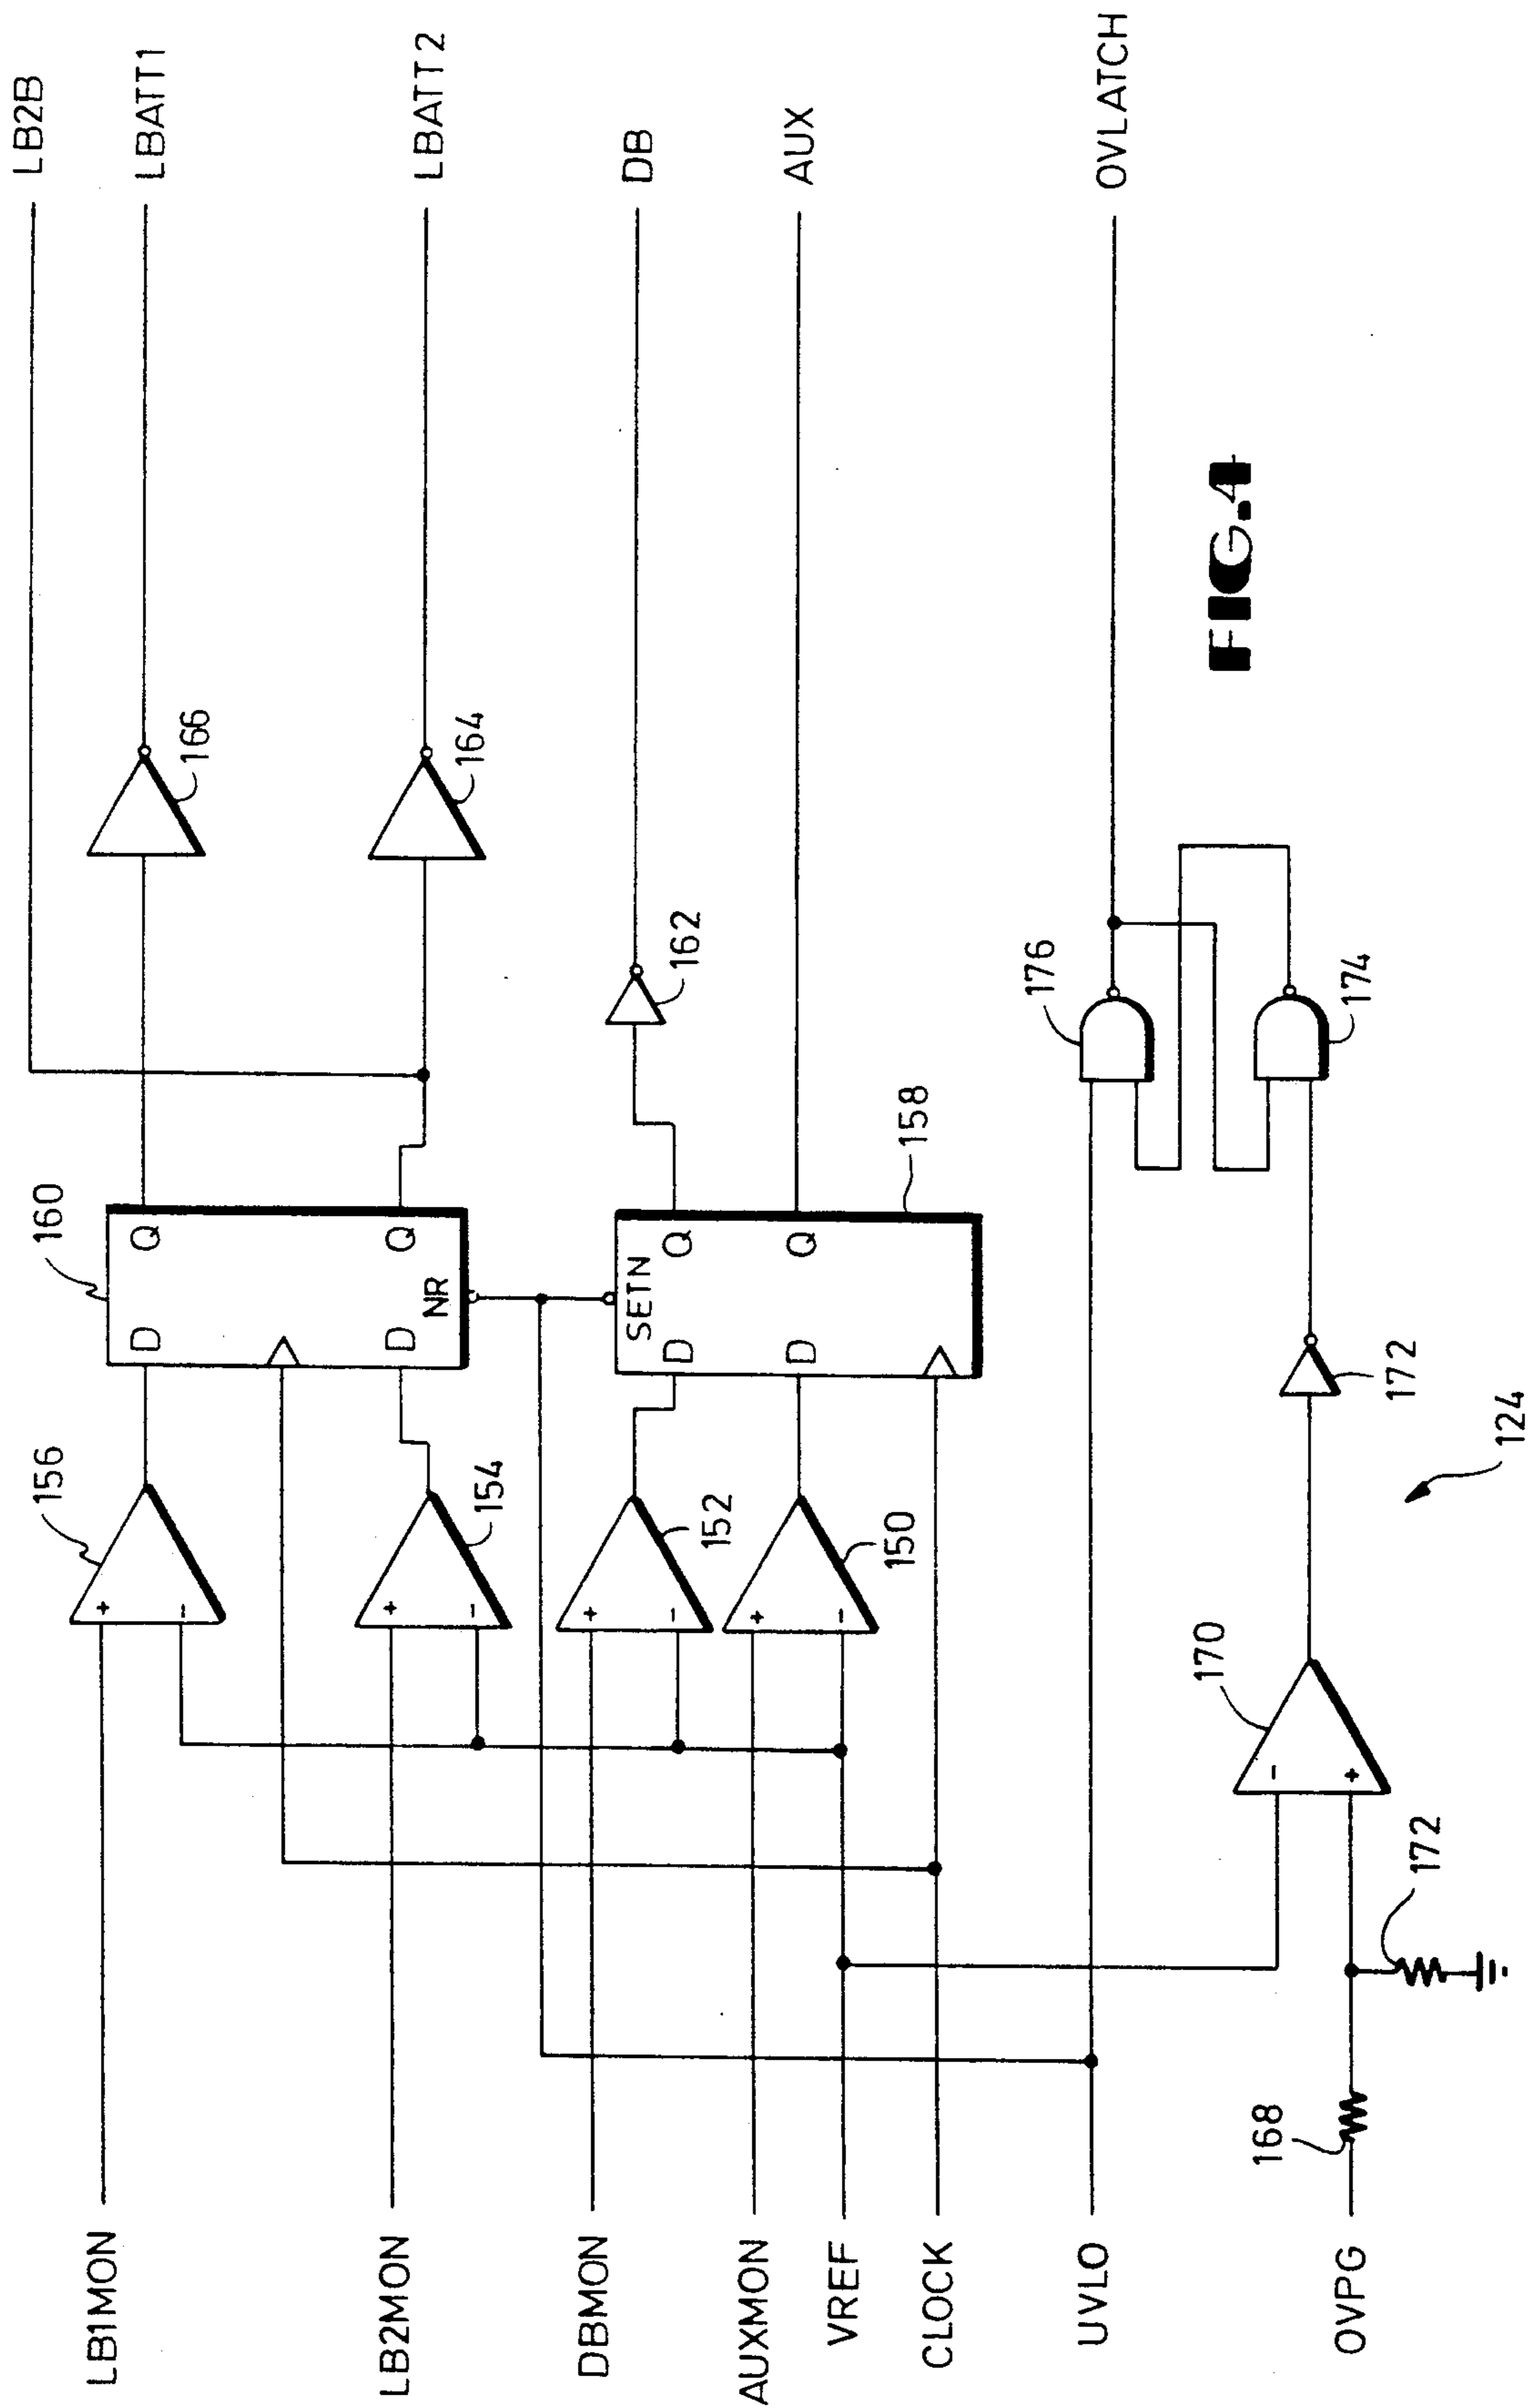 LB1MON
LB2MON
DBMON
AUXMON
VREF
CLOCK
UVLO
OVPG
168
172
156
+
-
154
+
-
152
+
-
150
+
-
170
-
+
160
D
Q
D
Q
NR
SETN
D
Q
D
Q
158
172
124
176
174
162
166
164
LB2B
LBATT1
LBATT2
DB
AUX
OVLATCH
FIG.4